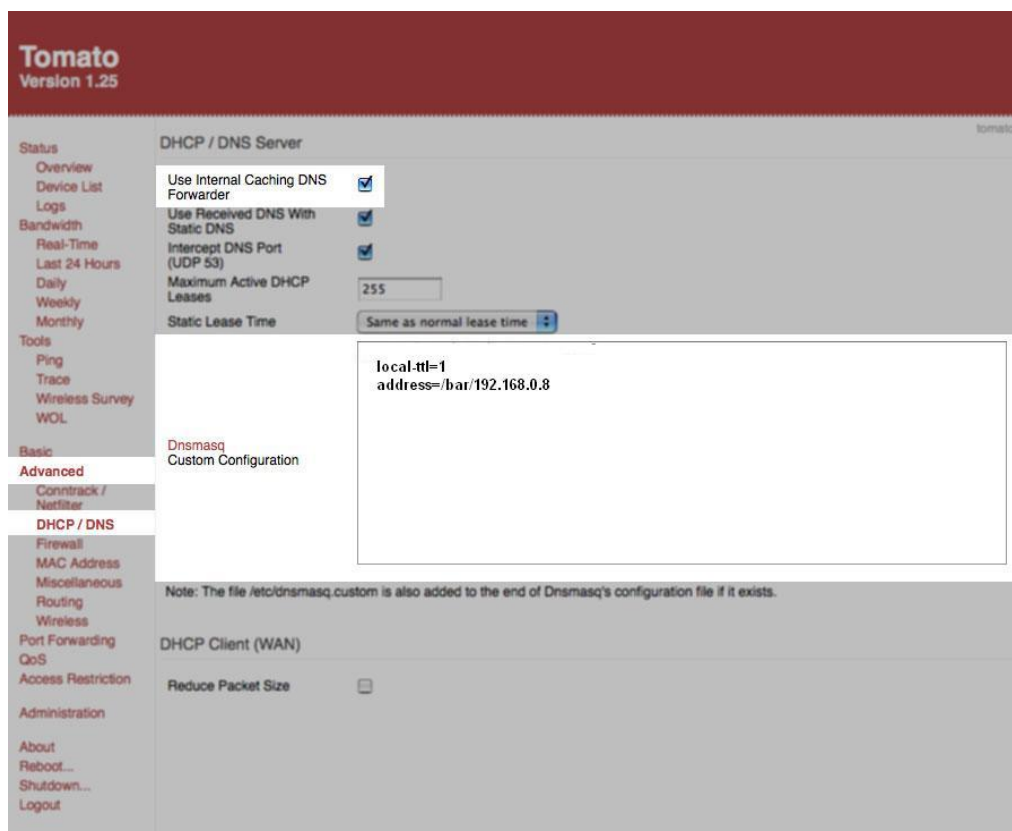 Tomato
Version 1.25
tomato
Status
Overview
Device List
Logs
Bandwidth
Real-Time
Last 24 Hours
Daily
Weekly
Monthly
Tools
Ping
Trace
Wireless Survey
WOL
Basic
Advanced
Conntrack /
Netfilter
DHCP / DNS
Firewall
MAC Address
Miscellaneous
Routing
Wireless
Port Forwarding
QoS
Access Restriction
Administration
About
Reboot...
Shutdown...
Logout
DHCP / DNS Server
Use Internal Caching DNS
Forwarder
Use Received DNS With
Static DNS
Intercept DNS Port
(UDP 53)
Maximum Active DHCP
Leases
255
Static Lease Time
Same as normal lease time
Dnsmasq
Custom Configuration
local-ttl=1
address=/bar/192.168.0.8
Note: The file /etc/dnsmasq.custom is also added to the end of Dnsmasq's configuration file if it exists.
DHCP Client (WAN)
Reduce Packet Size